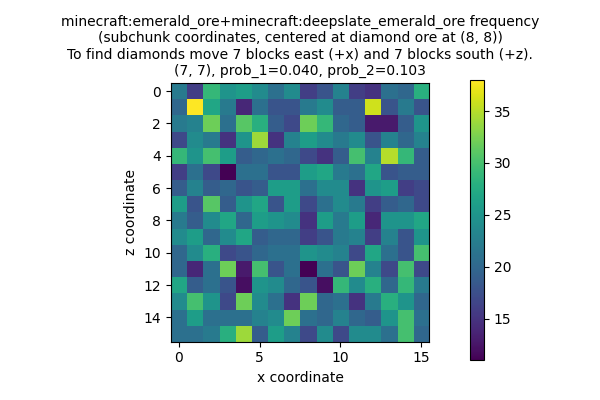 minecraft:emerald_ore+minecraft:deepslate_emerald_ore frequency
(subchunk coordinates, centered at diamond ore at (8, 8))
To find diamonds move 7 blocks east (+x) and 7 blocks south (+z).
(7, 7), prob_1=0.040, prob_2=0.103
0
2
4
6
8
10
12
14
z coordinate
0 5 10 15
x coordinate
35
30
25
20
15